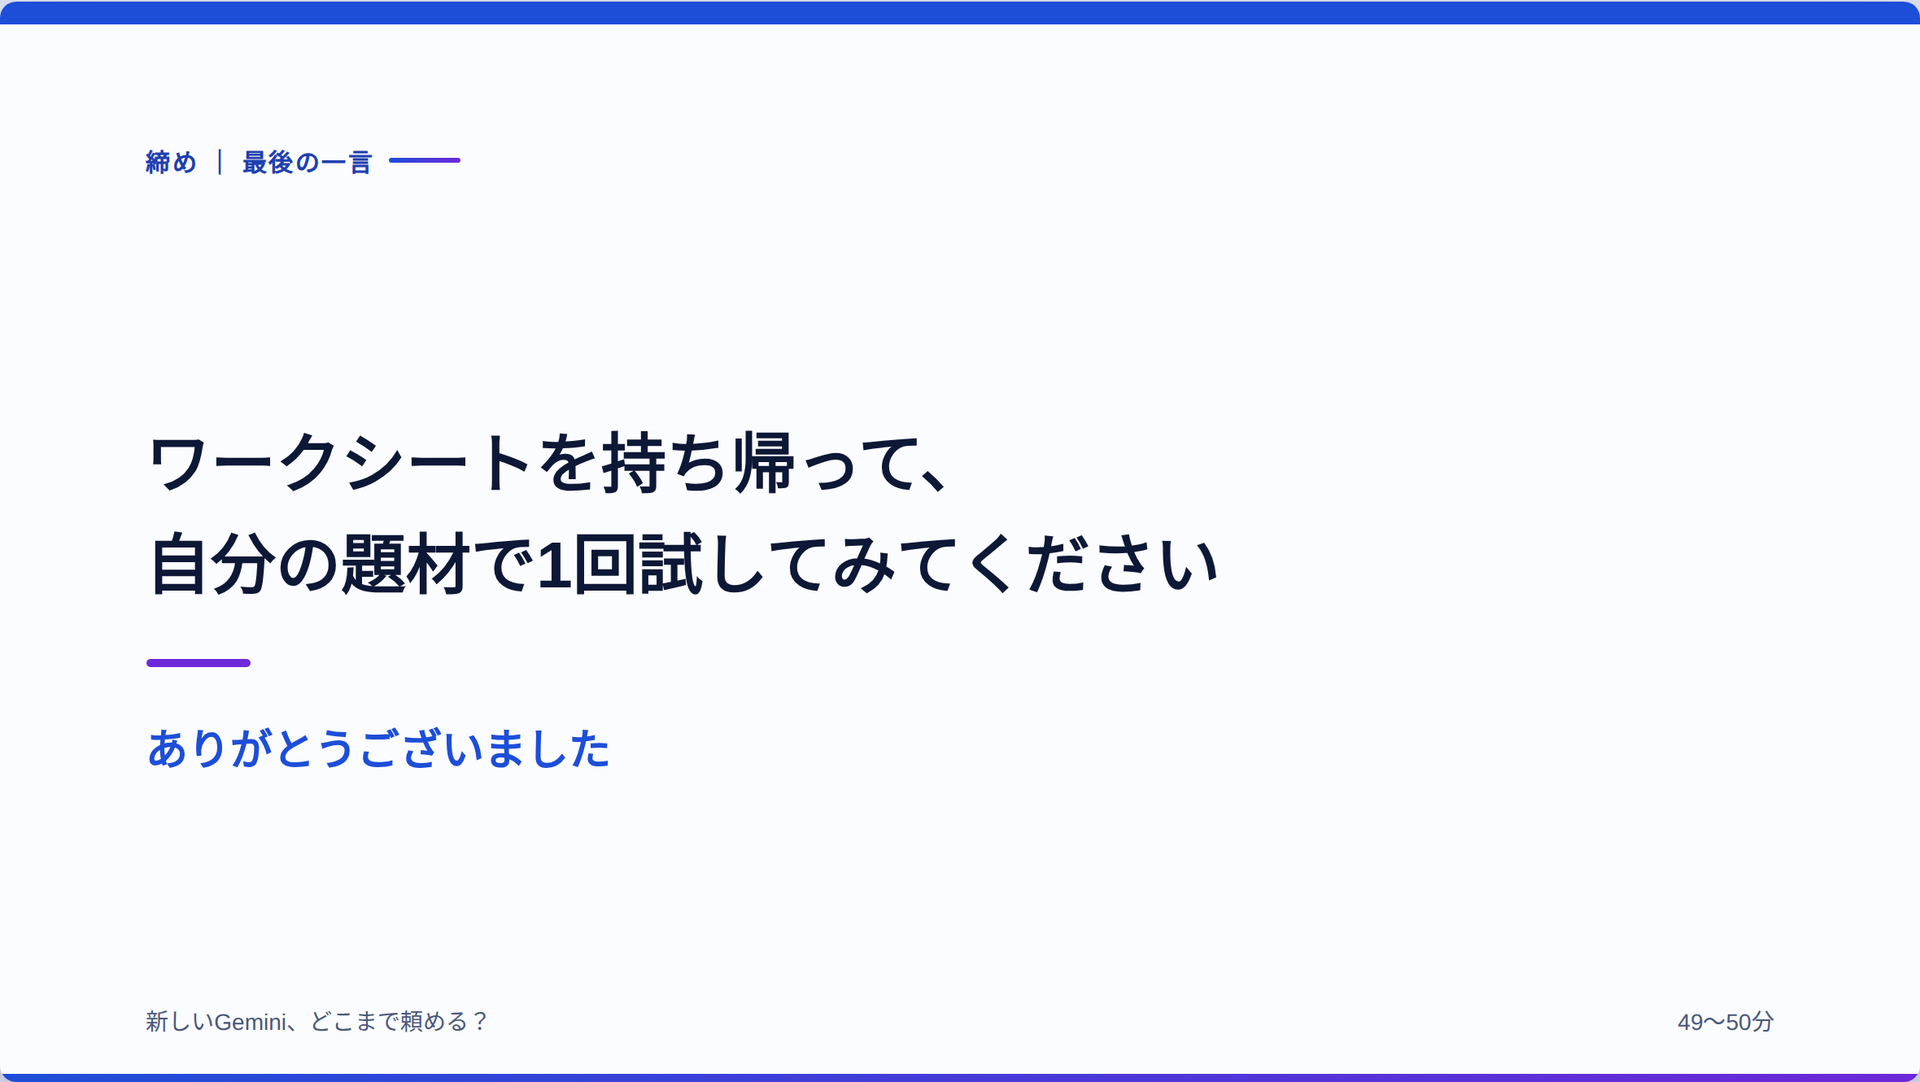 締め ｜ 最後の一言
ワークシートを持ち帰って、
自分の題材で1回試してみてください
ありがとうございました
新しいGemini、どこまで頼める？
49〜50分